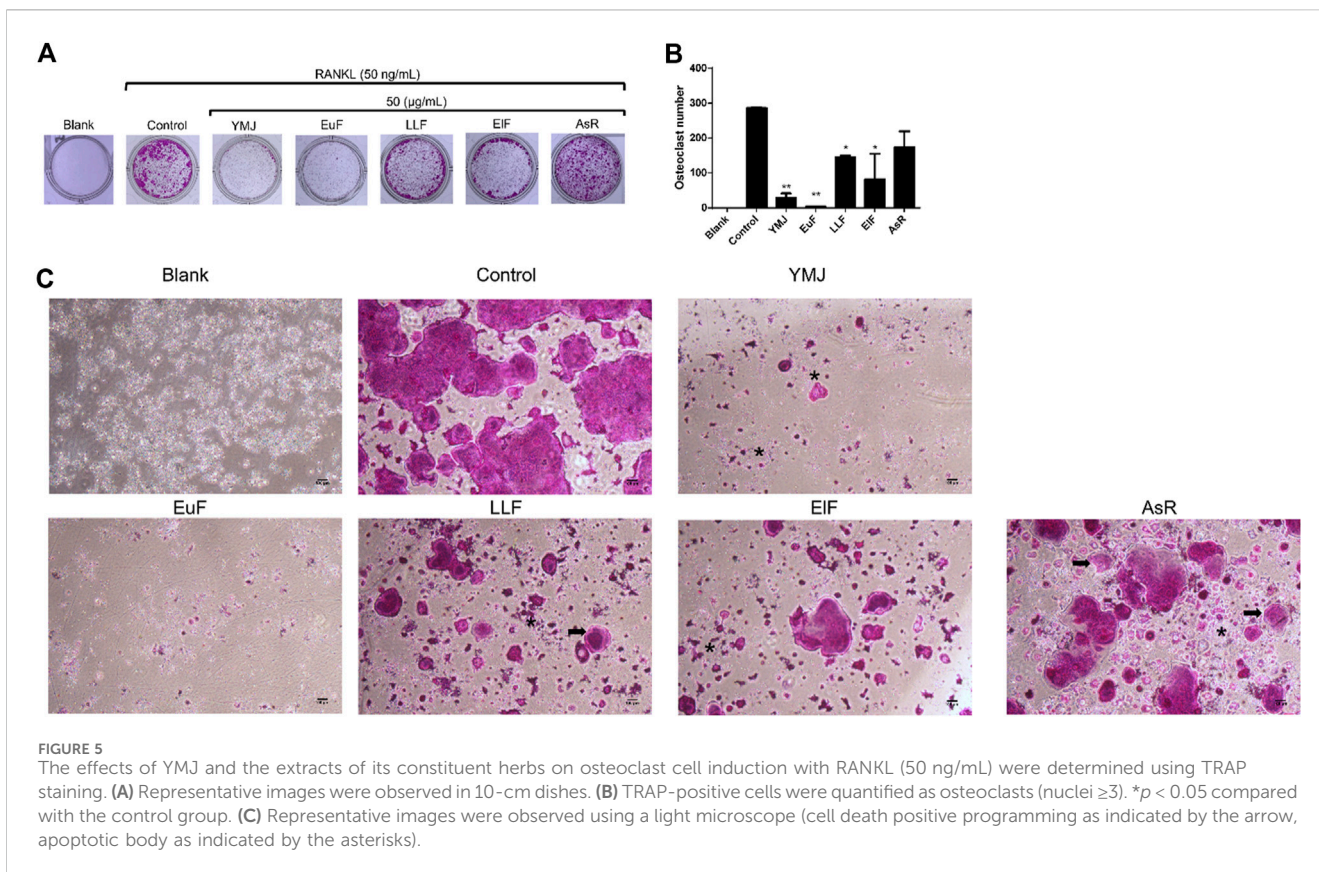 A
RANKL (50 ng/mL)
50 (μg/mL)
Blank
Control
YMJ
EuF
LLF
ElF
AsR
B
Osteoclast number
400
300
200
100
0
**
**
*
*
Blank
Control
YMJ
EuF
LLF
ElF
AsR
C
Blank
Control
YMJ
*
*
EuF
LLF
ElF
AsR
*
*
*
FIGURE 5
The effects of YMJ and the extracts of its constituent herbs on osteoclast cell induction with RANKL (50 ng/mL) were determined using TRAP
staining. (A) Representative images were observed in 10-cm dishes. (B) TRAP-positive cells were quantified as osteoclasts (nuclei ≥3). *p < 0.05 compared
with the control group. (C) Representative images were observed using a light microscope (cell death positive programming as indicated by the arrow,
apoptotic body as indicated by the asterisks).